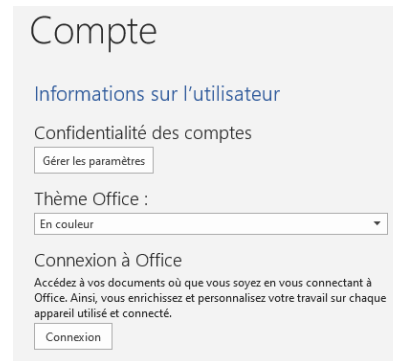 Compte
Informations sur l'utilisateur
Confidentialité des comptes
Gérer les paramètres
Thème Office :
En couleur
Connexion à Office
Accédez à vos documents où que vous soyez en vous connectant à
Office. Ainsi, vous enrichissez et personnalisez votre travail sur chaque
appareil utilisé et connecté.
Connexion